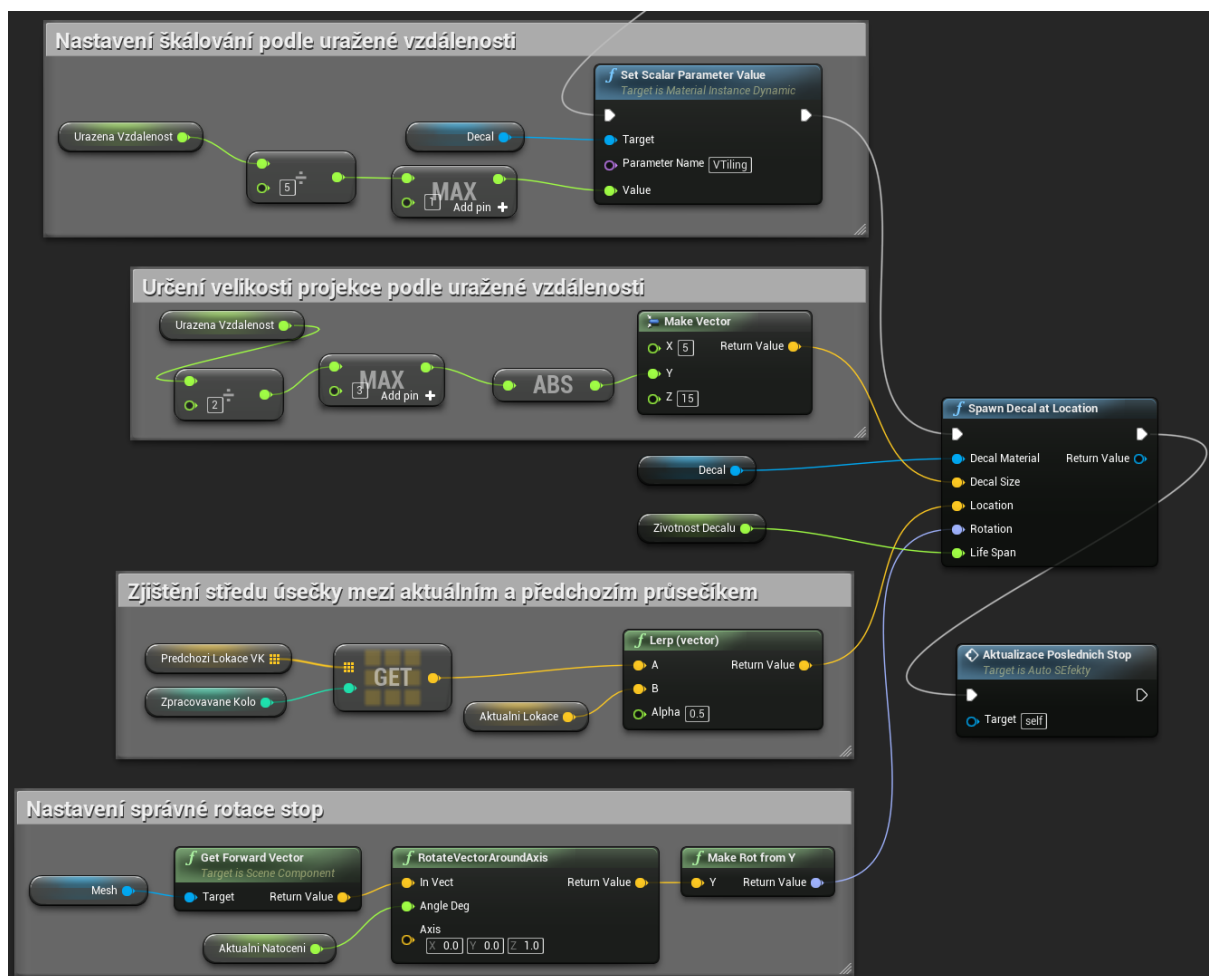 Nastavení škálování podle uražené vzdálenosti
Set Scalar Parameter Value
Target is Material Instance Dynamic
Urazena Vzdalenost
Decal
Target
÷
5
MAX
1
Add pin +
Parameter Name VTiling
Value
Určení velikosti projekce podle uražené vzdálenosti
Urazena Vzdalenost
Make Vector
X 5 Return Value
÷
2
MAX
3
Add pin +
ABS
Y
Z 15
Spawn Decal at Location
Decal
Decal Material Return Value
Decal Size
Location
Zivotnost Decalu
Rotation
Life Span
Zjištění středu úsečky mezi aktuálním a předchozím průsečíkem
Predchozi Lokace VK
GET
Zpracovavane Kolo
Aktualni Lokace
Lerp (vector)
A Return Value
B
Alpha 0.5
Aktualizace Poslednich Stop
Target is Auto SEfekty
Target self
Nastavení správné rotace stop
Mesh
Get Forward Vector
Target is Scene Component
Target Return Value
Aktualni Natoceni
RotateVectorAroundAxis
In Vect Return Value
Angle Deg
Axis
X 0.0 Y 0.0 Z 1.0
Make Rot from Y
Y Return Value